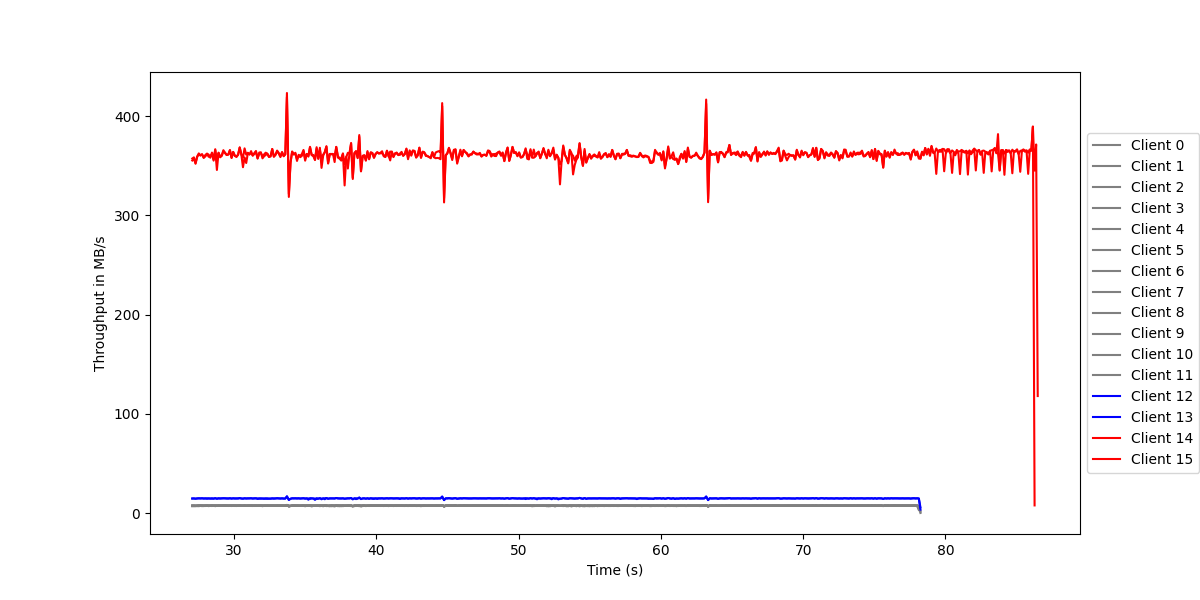 400
300
200
100
0
Throughput in MB/s
30 40 50 60 70 80
Time (s)
Client 0
Client 1
Client 2
Client 3
Client 4
Client 5
Client 6
Client 7
Client 8
Client 9
Client 10
Client 11
Client 12
Client 13
Client 14
Client 15